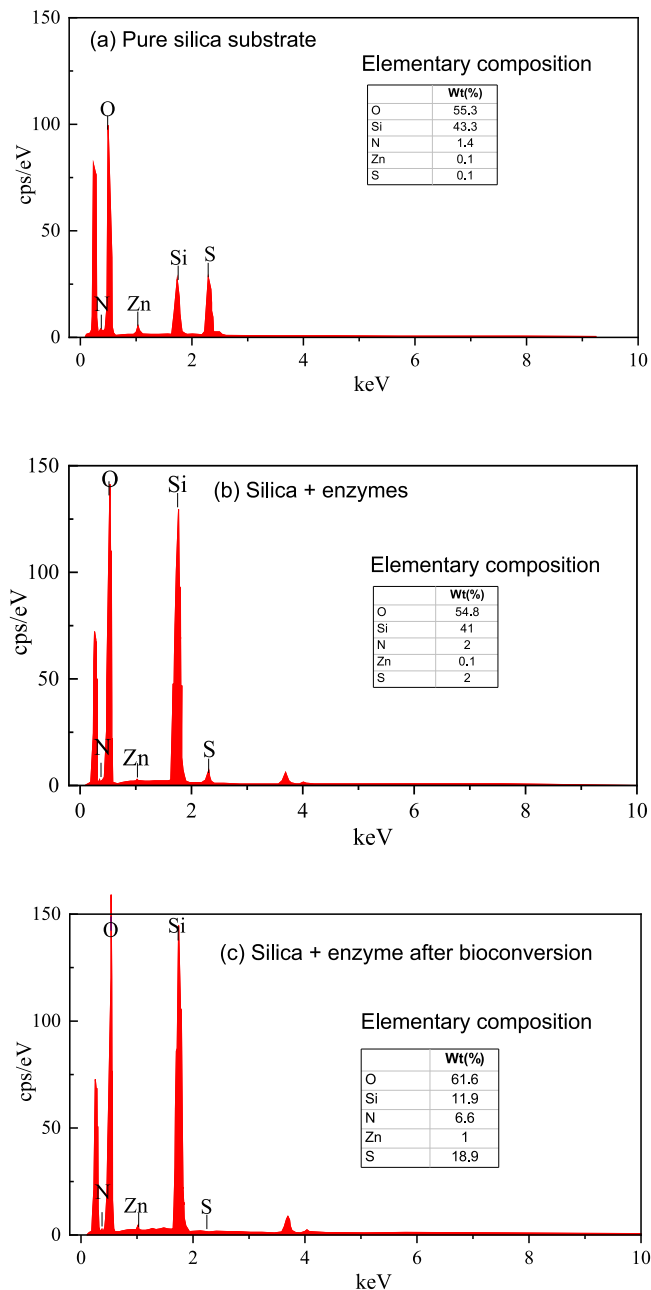 (a) Pure silica substrate
Elementary composition
Wt(%)
O 55.3
Si 43.3
N 1.4
Zn 0.1
S 0.1
150
100
50
0
cps/eV
O
N
Zn
Si
S
0 2 4 6 8 10
keV
(b) Silica + enzymes
Elementary composition
Wt(%)
O 54.8
Si 41
N 2
Zn 0.1
S 2
150
100
50
0
cps/eV
O
Si
N
Zn
S
0 2 4 6 8 10
keV
(c) Silica + enzyme after bioconversion
Elementary composition
Wt(%)
O 61.6
Si 11.9
N 6.6
Zn 1
S 18.9
150
100
50
0
cps/eV
O
Si
N
Zn
S
0 2 4 6 8 10
keV